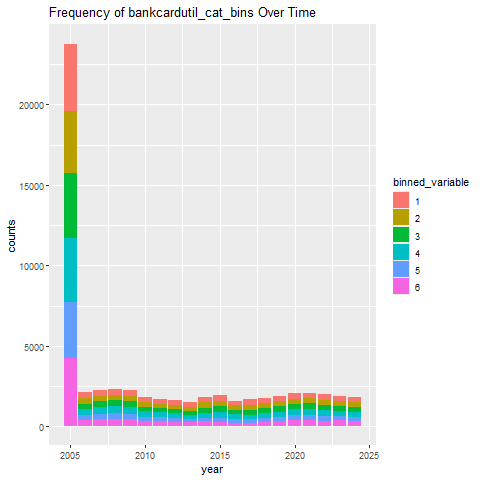 Frequency of bankcardutil_cat_bins Over Time
counts
20000
15000
10000
5000
0
2005 2010 2015 2020 2025
year
binned_variable
1
2
3
4
5
6